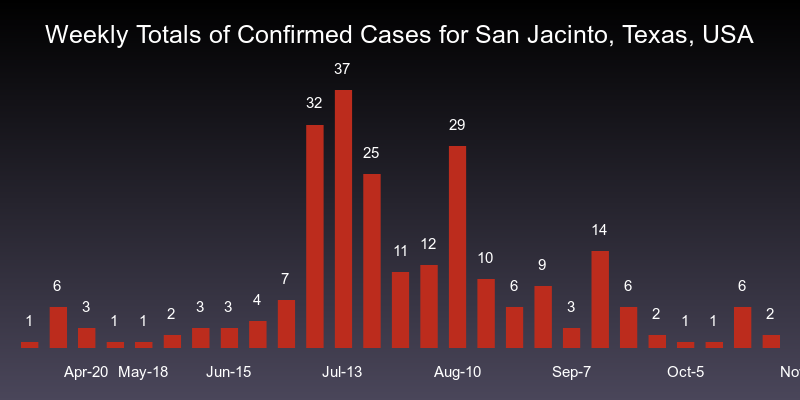 Weekly Totals of Confirmed Cases for San Jacinto, Texas, USA
1 6 3 1 1 2 3 3 4 7 32 37 25 11 12 29 10 6 9 3 14 6 2 1 1 6 2
Apr-20 May-18 Jun-15 Jul-13 Aug-10 Sep-7 Oct-5 No